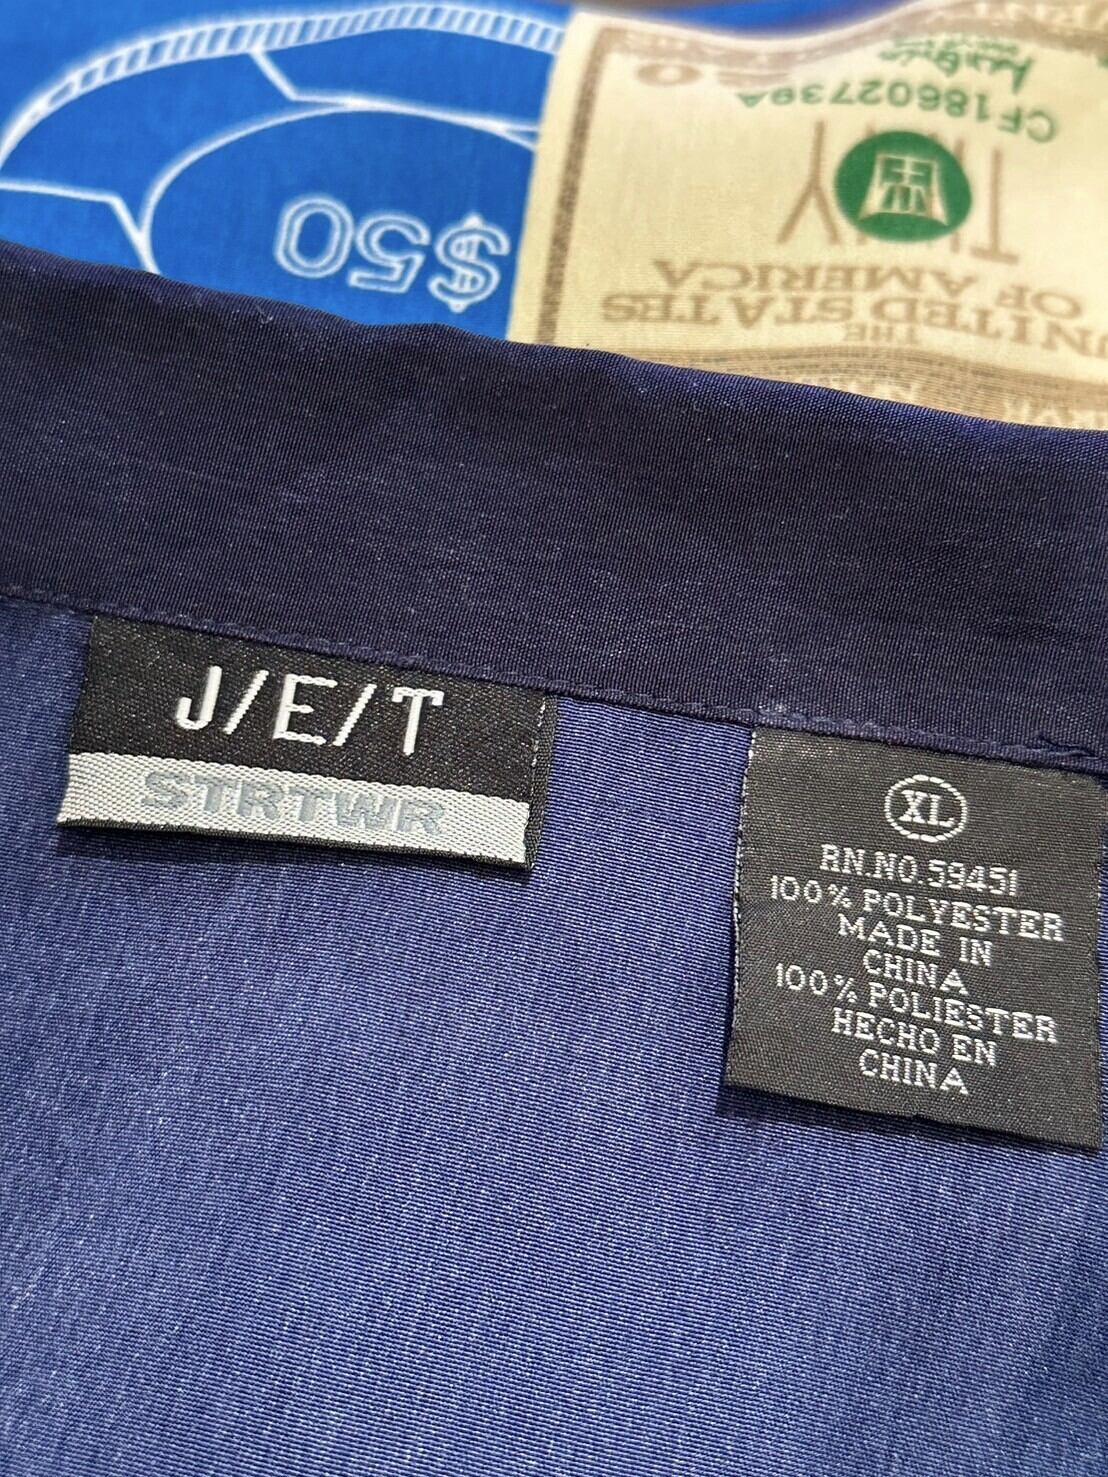 $50
CF18602739A
UNITED STATES
OF AMERICA
THE
J/E/T
STRTWR
XL
RN.NO.59451
100% POLYESTER
MADE IN
CHINA
100% POLIESTER
HECHO EN
CHINA